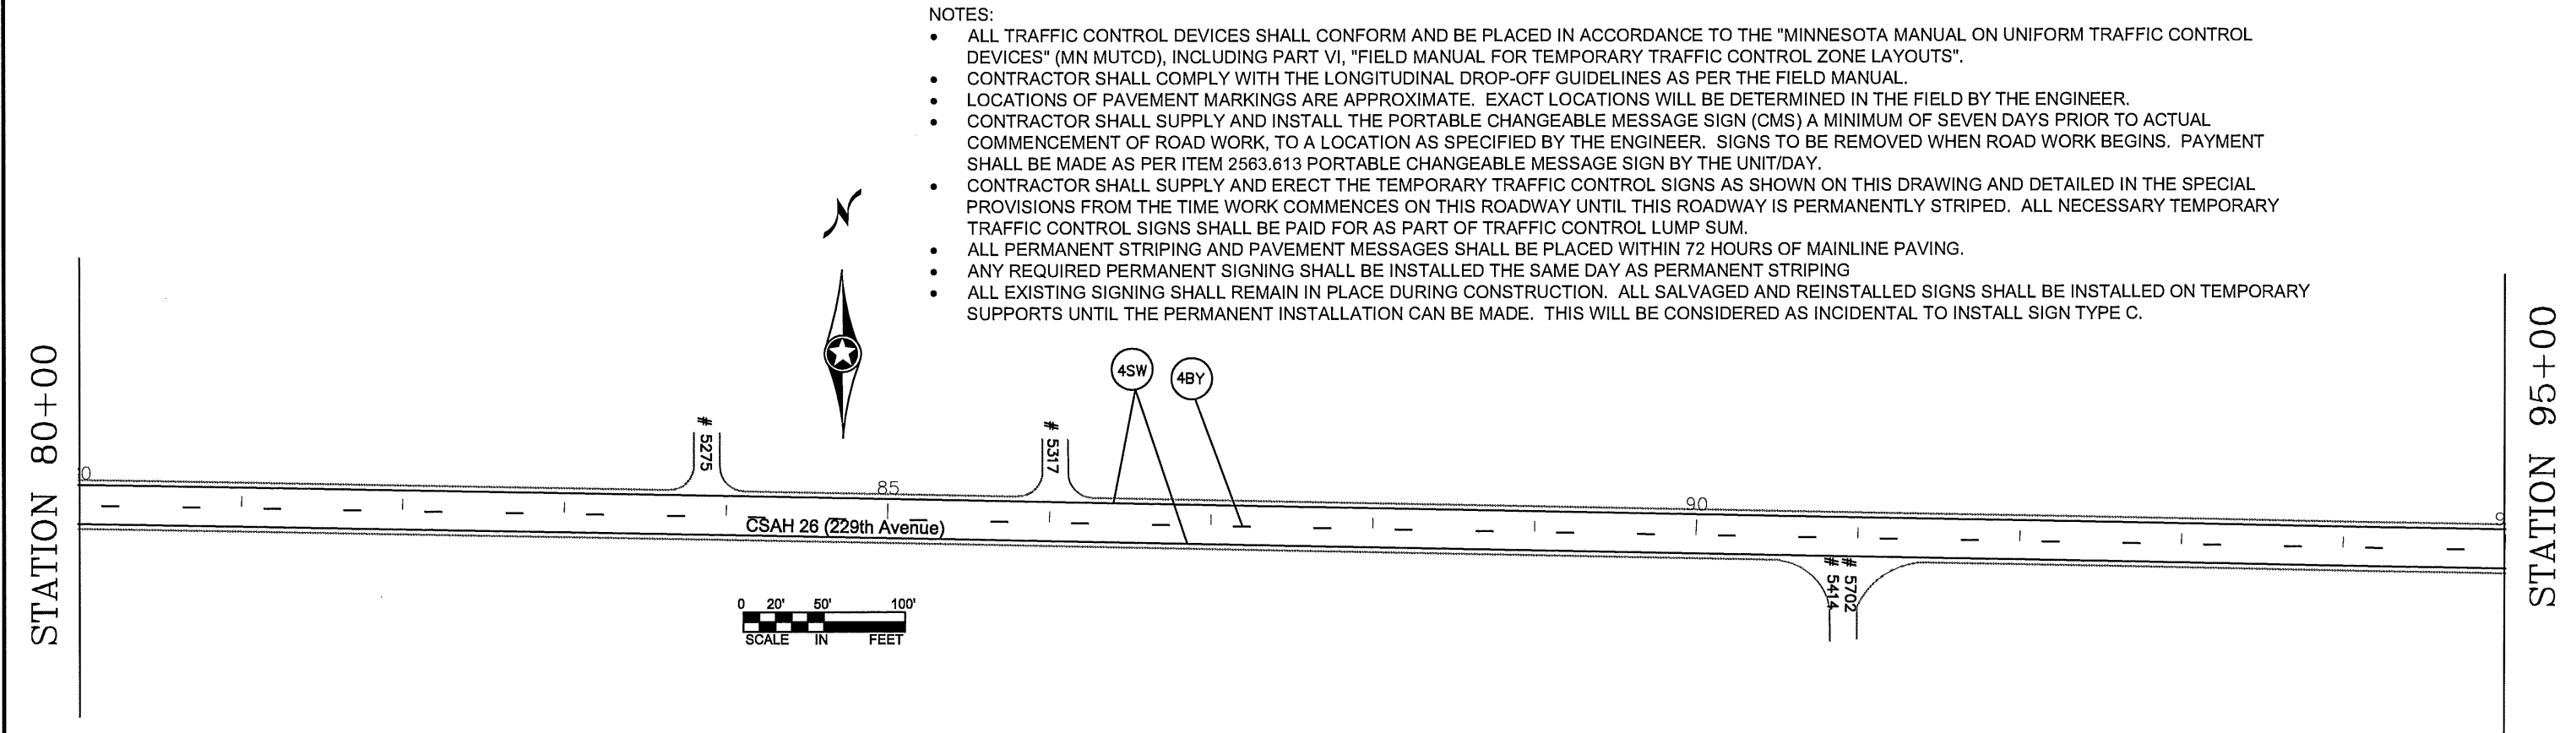 NOTES:
• ALL TRAFFIC CONTROL DEVICES SHALL CONFORM AND BE PLACED IN ACCORDANCE TO THE "MINNESOTA MANUAL ON UNIFORM TRAFFIC CONTROL
DEVICES" (MN MUTCD), INCLUDING PART VI, "FIELD MANUAL FOR TEMPORARY TRAFFIC CONTROL ZONE LAYOUTS".
• CONTRACTOR SHALL COMPLY WITH THE LONGITUDINAL DROP-OFF GUIDELINES AS PER THE FIELD MANUAL.
• LOCATIONS OF PAVEMENT MARKINGS ARE APPROXIMATE. EXACT LOCATIONS WILL BE DETERMINED IN THE FIELD BY THE ENGINEER.
• CONTRACTOR SHALL SUPPLY AND INSTALL THE PORTABLE CHANGEABLE MESSAGE SIGN (CMS) A MINIMUM OF SEVEN DAYS PRIOR TO ACTUAL
COMMENCEMENT OF ROAD WORK, TO A LOCATION AS SPECIFIED BY THE ENGINEER. SIGNS TO BE REMOVED WHEN ROAD WORK BEGINS. PAYMENT
SHALL BE MADE AS PER ITEM 2563.613 PORTABLE CHANGEABLE MESSAGE SIGN BY THE UNIT/DAY.
• CONTRACTOR SHALL SUPPLY AND ERECT THE TEMPORARY TRAFFIC CONTROL SIGNS AS SHOWN ON THIS DRAWING AND DETAILED IN THE SPECIAL
PROVISIONS FROM THE TIME WORK COMMENCES ON THIS ROADWAY UNTIL THIS ROADWAY IS PERMANENTLY STRIPED. ALL NECESSARY TEMPORARY
TRAFFIC CONTROL SIGNS SHALL BE PAID FOR AS PART OF TRAFFIC CONTROL LUMP SUM.
• ALL PERMANENT STRIPING AND PAVEMENT MESSAGES SHALL BE PLACED WITHIN 72 HOURS OF MAINLINE PAVING.
• ANY REQUIRED PERMANENT SIGNING SHALL BE INSTALLED THE SAME DAY AS PERMANENT STRIPING
• ALL EXISTING SIGNING SHALL REMAIN IN PLACE DURING CONSTRUCTION. ALL SALVAGED AND REINSTALLED SIGNS SHALL BE INSTALLED ON TEMPORARY
SUPPORTS UNTIL THE PERMANENT INSTALLATION CAN BE MADE. THIS WILL BE CONSIDERED AS INCIDENTAL TO INSTALL SIGN TYPE C.
N
STATION 80+00
4SW
4BY
# 5275
# 5317
0
85
90
9
CSAH 26 (229th Avenue)
# 5702
# 5414
STATION 95+00
0 20' 50' 100'
SCALE IN FEET